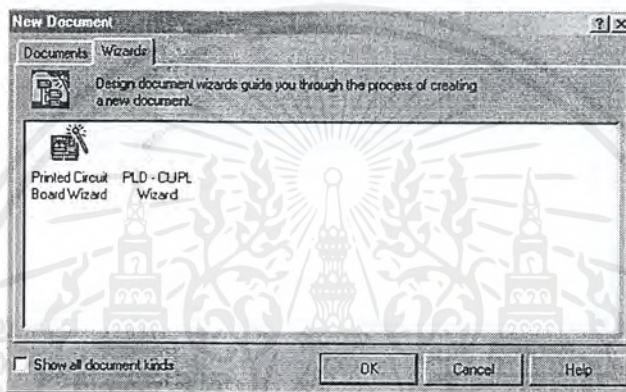 New Document
Documents Wizards
Design document wizards guide you through the process of creating
a new document.
Printed Circuit PLD - CUPL
Board Wizard Wizard
Show all document kinds OK Cancel Help